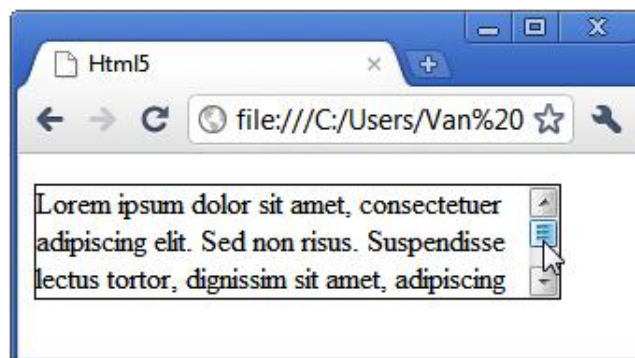 Html5
file:///C:/Users/Van%20
Lorem ipsum dolor sit amet, consectetuer
adipiscing elit. Sed non risus. Suspendisse
lectus tortor, dignissim sit amet, adipiscing